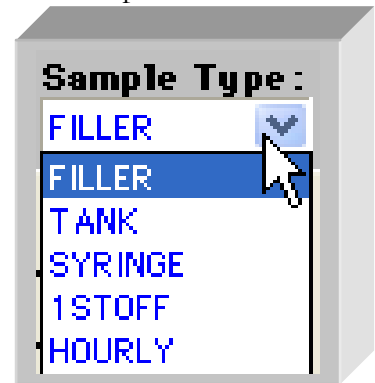 Sample Type:
FILLER
FILLER
TANK
SYRINGE
1STOFF
HOURLY